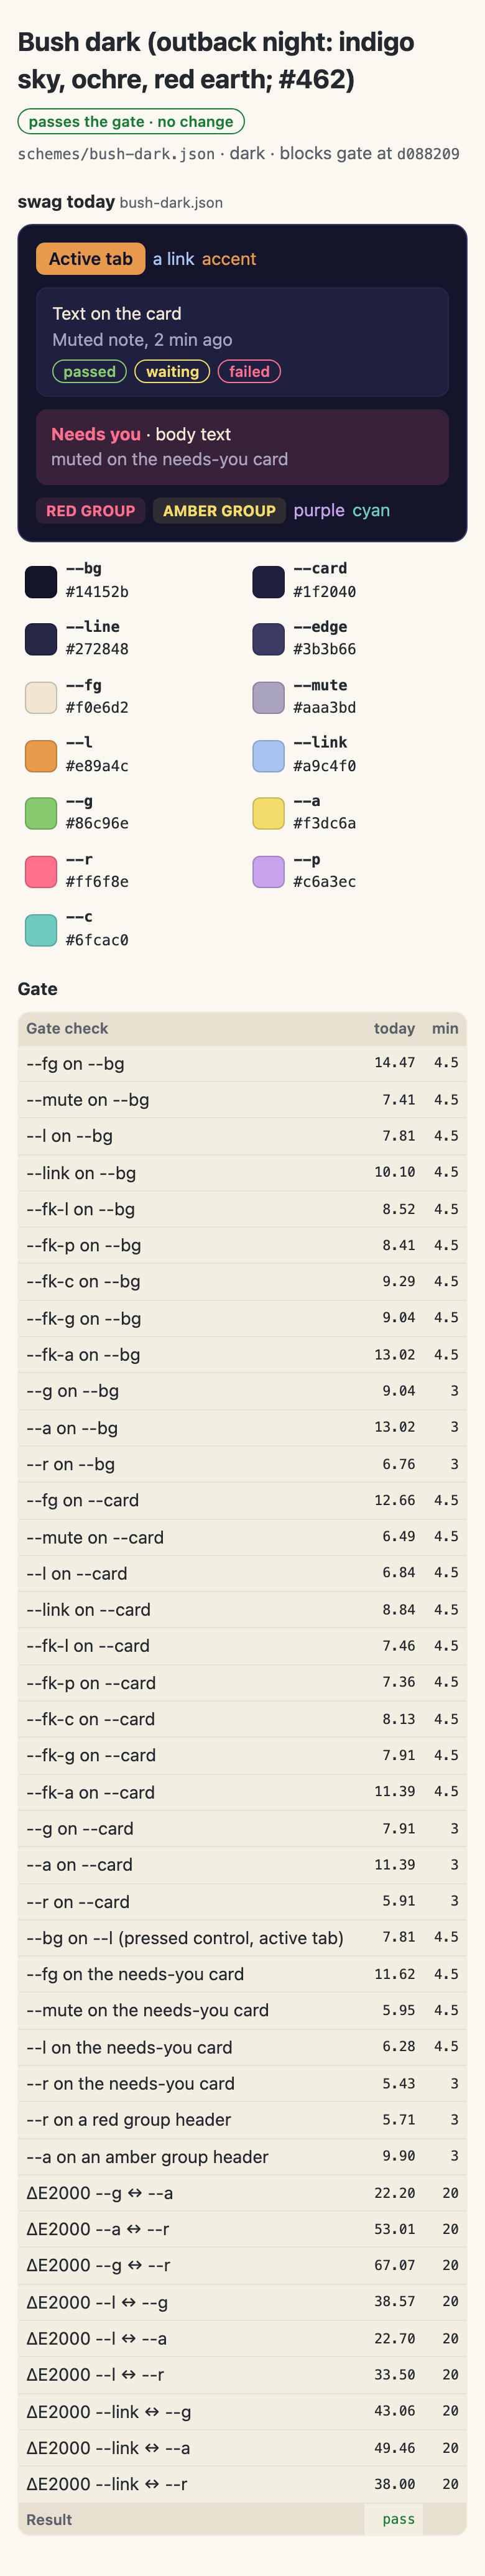 Bush dark (outback night: indigo
sky, ochre, red earth; #462)
passes the gate · no change
schemes/bush-dark.json · dark · blocks gate at d088209
swag today bush-dark.json
Active tab a link accent
Text on the card
Muted note, 2 min ago
passed waiting failed
Needs you · body text
muted on the needs-you card
RED GROUP AMBER GROUP purple cyan
--bg --card
#14152b #1f2040
--line --edge
#272848 #3b3b66
--fg --mute
#f0e6d2 #aaa3bd
--l --link
#e89a4c #a9c4f0
--g --a
#86c96e #f3dc6a
--r --p
#ff6f8e #c6a3ec
--c
#6fcac0
Gate
Gate check today min
--fg on --bg 14.47 4.5
--mute on --bg 7.41 4.5
--l on --bg 7.81 4.5
--link on --bg 10.10 4.5
--fk-l on --bg 8.52 4.5
--fk-p on --bg 8.41 4.5
--fk-c on --bg 9.29 4.5
--fk-g on --bg 9.04 4.5
--fk-a on --bg 13.02 4.5
--g on --bg 9.04 3
--a on --bg 13.02 3
--r on --bg 6.76 3
--fg on --card 12.66 4.5
--mute on --card 6.49 4.5
--l on --card 6.84 4.5
--link on --card 8.84 4.5
--fk-l on --card 7.46 4.5
--fk-p on --card 7.36 4.5
--fk-c on --card 8.13 4.5
--fk-g on --card 7.91 4.5
--fk-a on --card 11.39 4.5
--g on --card 7.91 3
--a on --card 11.39 3
--r on --card 5.91 3
--bg on --l (pressed control, active tab) 7.81 4.5
--fg on the needs-you card 11.62 4.5
--mute on the needs-you card 5.95 4.5
--l on the needs-you card 6.28 4.5
--r on the needs-you card 5.43 3
--r on a red group header 5.71 3
--a on an amber group header 9.90 3
ΔE2000 --g ↔ --a 22.20 20
ΔE2000 --a ↔ --r 53.01 20
ΔE2000 --g ↔ --r 67.07 20
ΔE2000 --l ↔ --g 38.57 20
ΔE2000 --l ↔ --a 22.70 20
ΔE2000 --l ↔ --r 33.50 20
ΔE2000 --link ↔ --g 43.06 20
ΔE2000 --link ↔ --a 49.46 20
ΔE2000 --link ↔ --r 38.00 20
Result pass